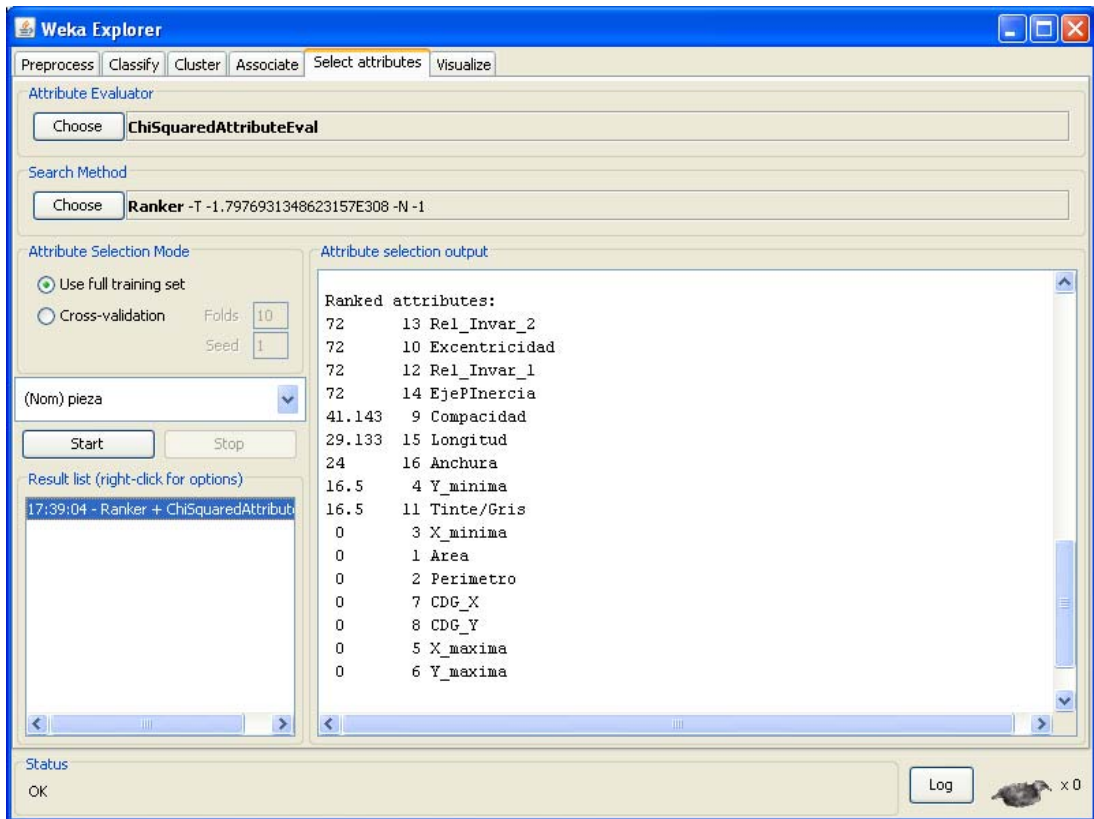 Weka Explorer
Preprocess Classify Cluster Associate Select attributes Visualize
Attribute Evaluator
Choose ChiSquaredAttributeEval
Search Method
Choose Ranker -T -1.7976931348623157E308 -N -1
Attribute Selection Mode
Use full training set
Cross-validation Folds 10
Seed 1
(Nom) pieza
Start Stop
Result list (right-click for options)
17:39:04 - Ranker + ChiSquaredAttribut
Attribute selection output
Ranked attributes:
72 13 Rel_Invar_2
72 10 Excentricidad
72 12 Rel_Invar_1
72 14 EjePInercia
41.143 9 Compacidad
29.133 15 Longitud
24 16 Anchura
16.5 4 Y_minima
16.5 11 Tinte/Gris
0 3 X_minima
0 1 Area
0 2 Perimetro
0 7 CDG_X
0 8 CDG_Y
0 5 X_maxima
0 6 Y_maxima
Status
OK
Log
x 0